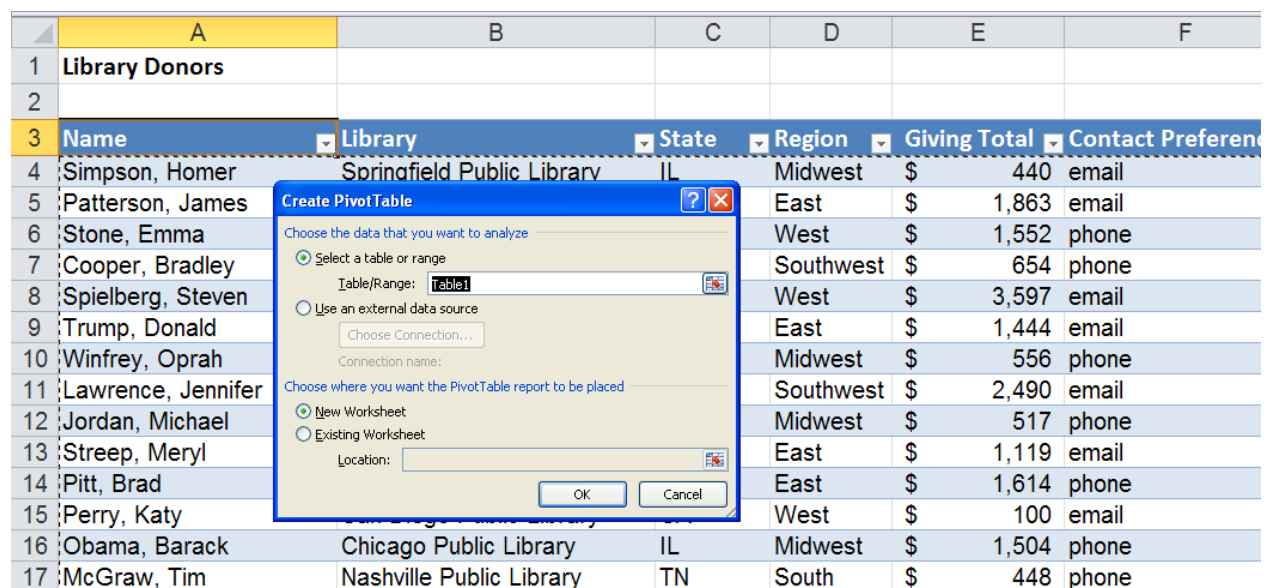 A B C D E F
1 Library Donors
2
3 Name Library State Region Giving Total Contact Preferenc
4 Simpson, Homer Springfield Public Library IL Midwest $ 440 email
5 Patterson, James East $ 1,863 email
6 Stone, Emma West $ 1,552 phone
7 Cooper, Bradley Southwest $ 654 phone
8 Spielberg, Steven West $ 3,597 email
9 Trump, Donald East $ 1,444 email
10 Winfrey, Oprah Midwest $ 556 phone
11 Lawrence, Jennifer Southwest $ 2,490 email
12 Jordan, Michael Midwest $ 517 phone
13 Streep, Meryl East $ 1,119 email
14 Pitt, Brad East $ 1,614 phone
15 Perry, Katy West $ 100 email
16 Obama, Barack Chicago Public Library IL Midwest $ 1,504 phone
17 McGraw, Tim Nashville Public Library TN South $ 448 phone
Create PivotTable ?
Choose the data that you want to analyze
Select a table or range
Table/Range: Table1
Use an external data source
Choose Connection...
Connection name:
Choose where you want the PivotTable report to be placed
New Worksheet
Existing Worksheet
Location:
OK Cancel